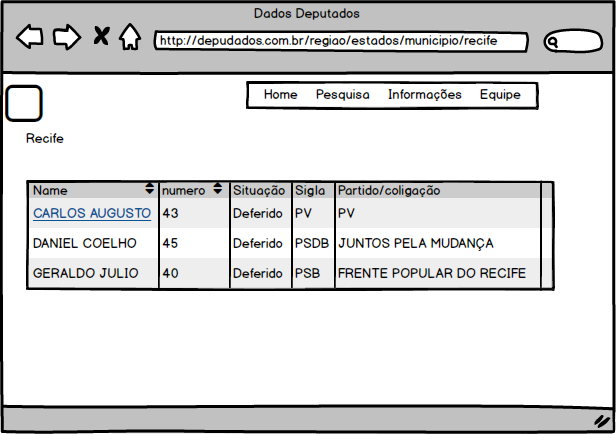 Dados Deputados
http://depudados.com.br/regiao/estados/municipio/recife
Home Pesquisa Informações Equipe
Recife
Name numero Situação Sigla Partido/coligação
CARLOS AUGUSTO 43 Deferido PV PV
DANIEL COELHO 45 Deferido PSDB JUNTOS PELA MUDANÇA
GERALDO JULIO 40 Deferido PSB FRENTE POPULAR DO RECIFE